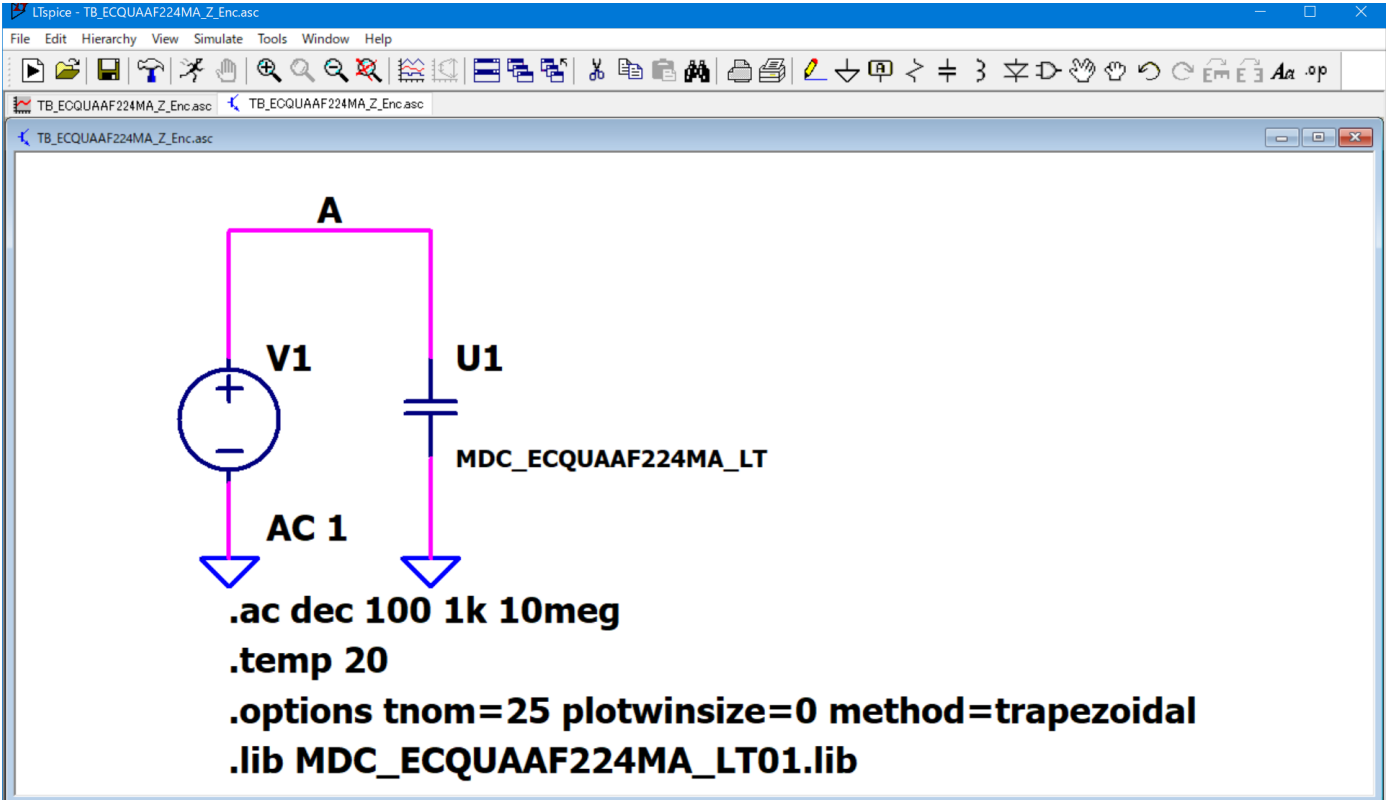 LTspice - TB_ECQUAAF224MA_Z_Enc.asc
File Edit Hierarchy View Simulate Tools Window Help
Aa .op
TB_ECQUAAF224MA_Z_Enc.asc TB_ECQUAAF224MA_Z_Enc.asc
TB_ECQUAAF224MA_Z_Enc.asc
A
V1 U1
MDC_ECQUAAF224MA_LT
AC 1
.ac dec 100 1k 10meg
.temp 20
.options tnom=25 plotwinsize=0 method=trapezoidal
.lib MDC_ECQUAAF224MA_LT01.lib